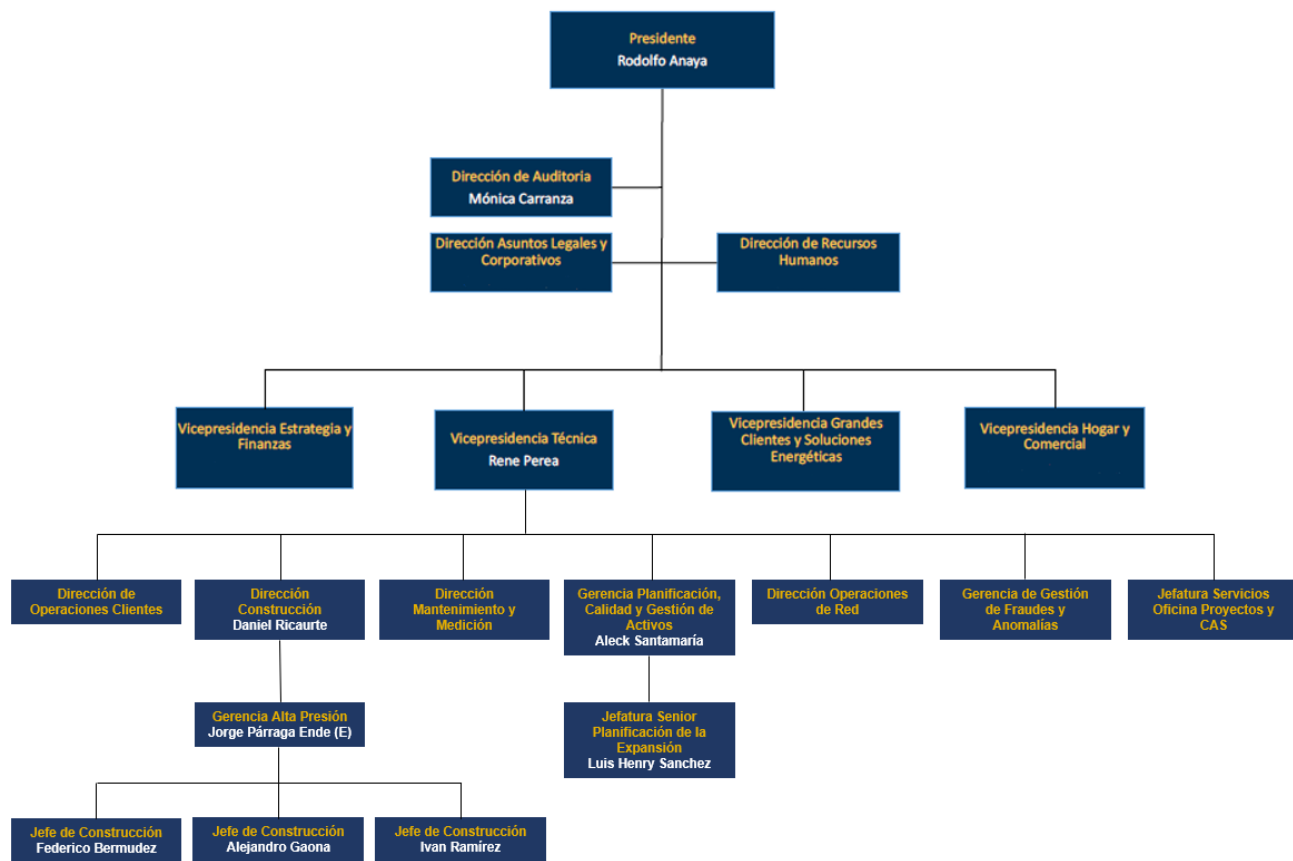 Presidente
Rodolfo Anaya
Dirección de Auditoria
Mónica Carranza
Dirección Asuntos Legales y
Corporativos
Dirección de Recursos
Humanos
Vicepresidencia Estrategia y
Finanzas
Vicepresidencia Técnica
Rene Perea
Vicepresidencia Grandes
Clientes y Soluciones
Energéticas
Vicepresidencia Hogar y
Comercial
Dirección de
Operaciones Clientes
Dirección
Construcción
Daniel Ricaurte
Dirección
Mantenimiento y
Medición
Gerencia Planificación,
Calidad y Gestión de
Activos
Aleck Santamaría
Dirección Operaciones
de Red
Gerencia de Gestión
de Fraudes y
Anomalías
Jefatura Servicios
Oficina Proyectos y
CAS
Gerencia Alta Presión
Jorge Párraga Ende (E)
Jefatura Senior
Planificación de la
Expansión
Luis Henry Sanchez
Jefe de Construcción
Federico Bermudez
Jefe de Construcción
Alejandro Gaona
Jefe de Construcción
Ivan Ramírez